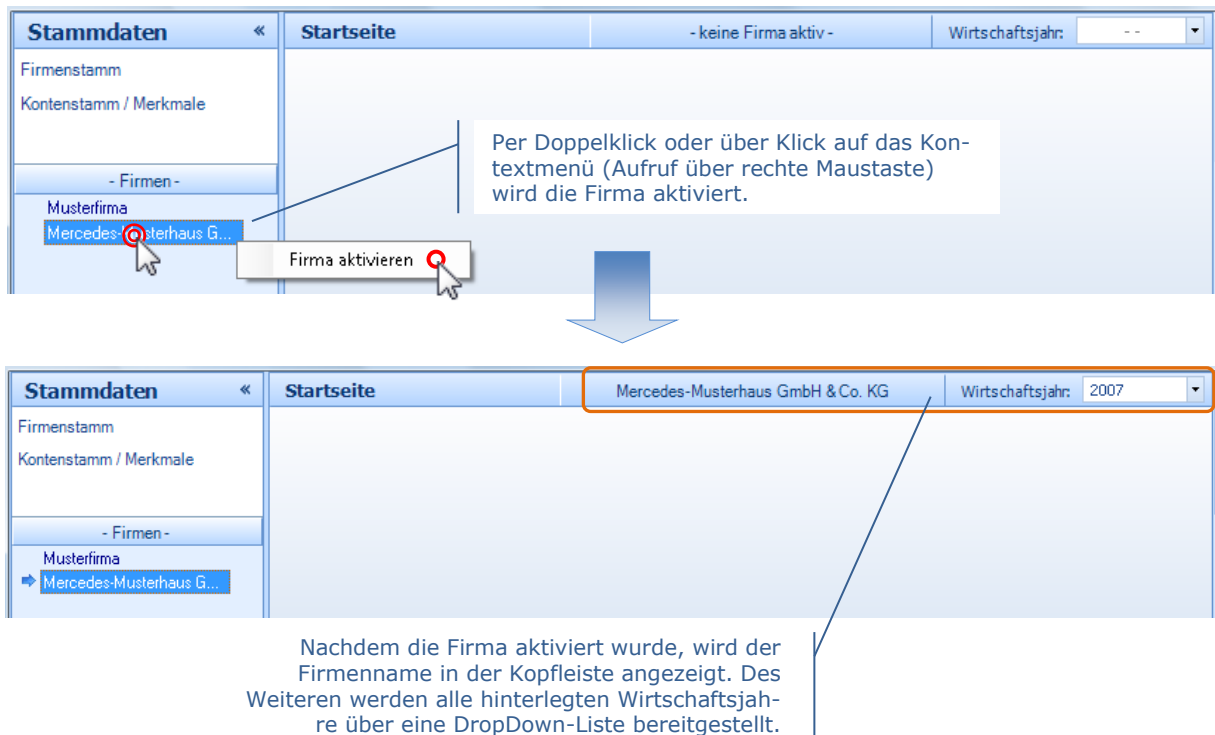 Stammdaten «
Startseite
- keine Firma aktiv -
Wirtschaftsjahr: - -
Firmenstamm
Kontenstamm / Merkmale
Per Doppelklick oder über Klick auf das Kon-
textmenü (Aufruf über rechte Maustaste)
wird die Firma aktiviert.
- Firmen -
Musterfirma
Mercedes-Musterhaus G...
Firma aktivieren
Stammdaten «
Startseite
Mercedes-Musterhaus GmbH & Co. KG
Wirtschaftsjahr: 2007
Firmenstamm
Kontenstamm / Merkmale
- Firmen -
Musterfirma
Mercedes-Musterhaus G...
Nachdem die Firma aktiviert wurde, wird der
Firmenname in der Kopfleiste angezeigt. Des
Weiteren werden alle hinterlegten Wirtschaftsjah-
re über eine DropDown-Liste bereitgestellt.